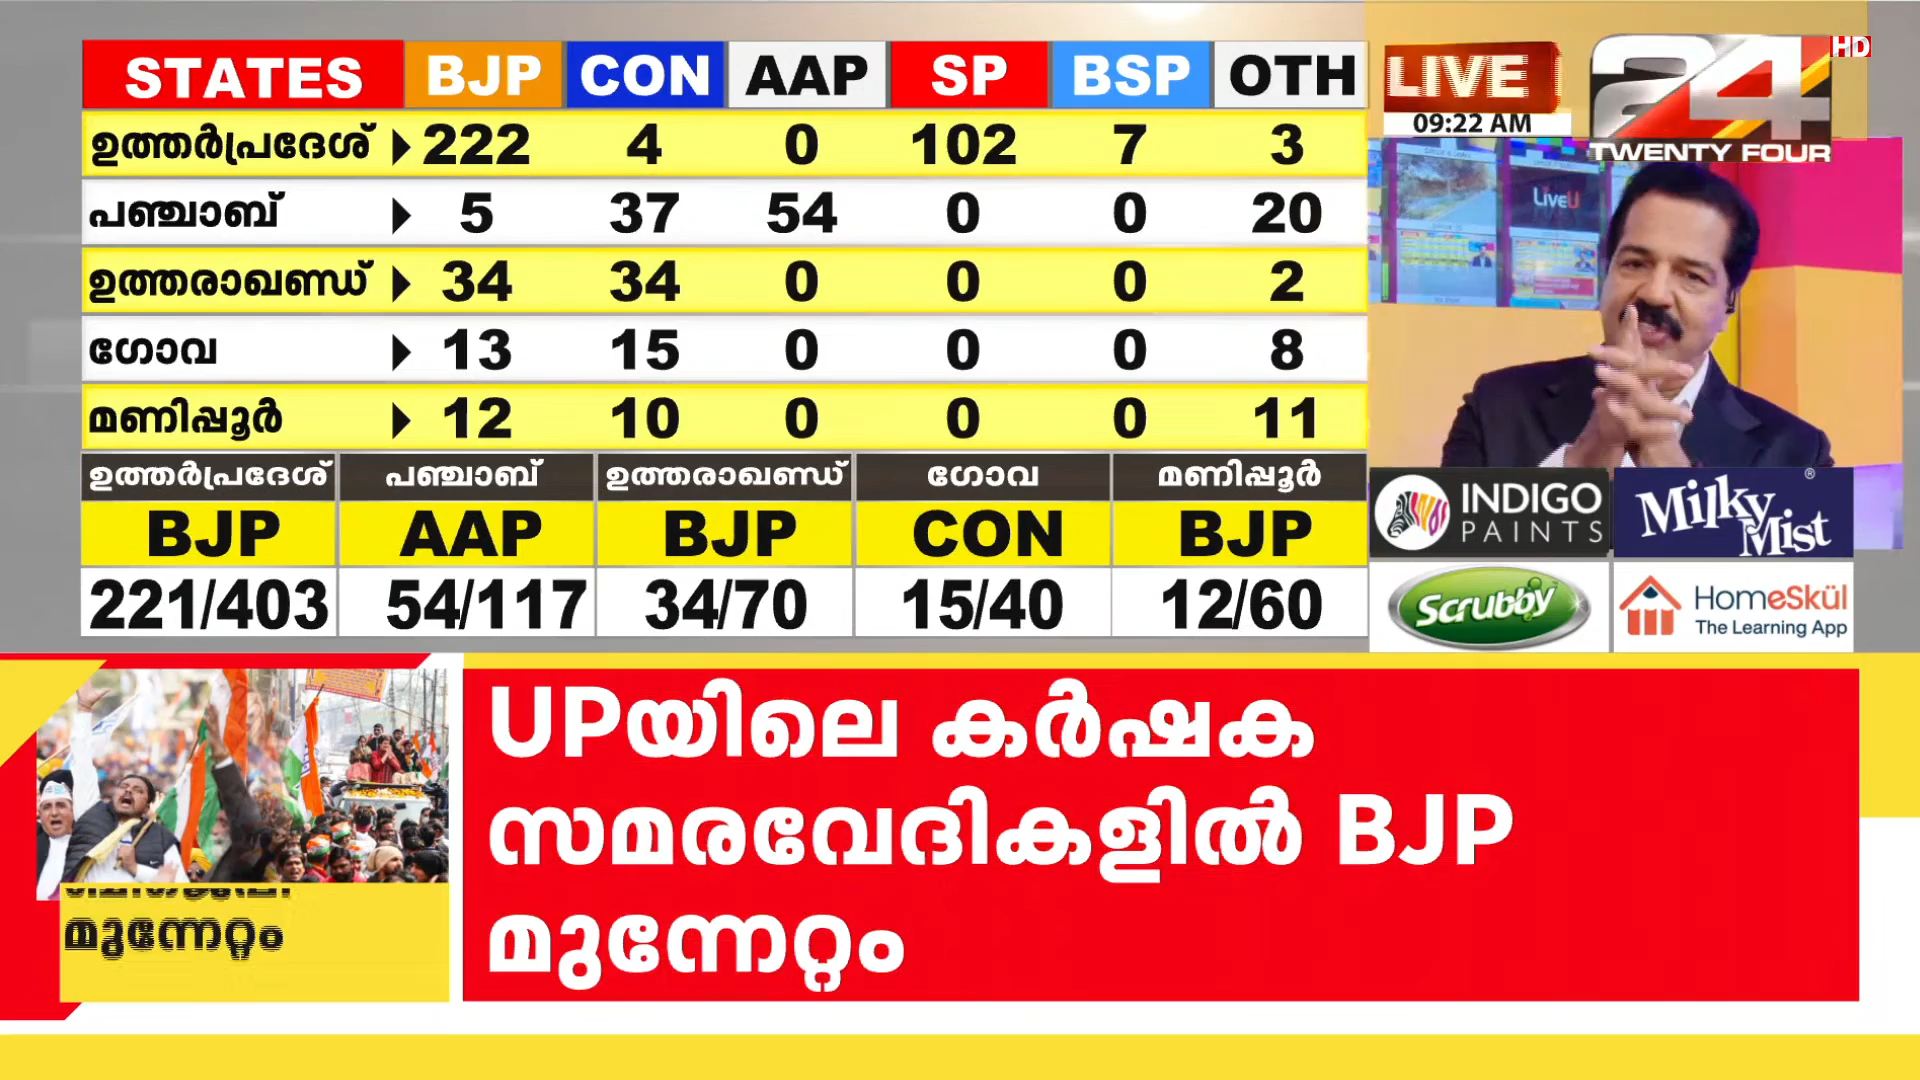 STATES BJP CON AAP SP BSP OTH
ഉത്തർപ്രദേശ് 222 4 0 102 7 3
പഞ്ചാബ് 5 37 54 0 0 20
ഉത്തരാഖണ്ഡ് 34 34 0 0 0 2
ഗോവ 13 15 0 0 0 8
മണിപ്പൂർ 12 10 0 0 0 11
ഉത്തർപ്രദേശ് പഞ്ചാബ് ഉത്തരാഖണ്ഡ് ഗോവ മണിപ്പൂർ
BJP AAP BJP CON BJP
221/403 54/117 34/70 15/40 12/60
LIVE
09:22 AM
24
HD
TWENTY FOUR
LiveU
INDIGO
PAINTS
Milky
Mist
®
Scrubby
HomeSkül
The Learning App
UPയിലെ കർഷക
സമരവേദികളിൽ BJP
മുന്നേറ്റം
മുന്നേറ്റം